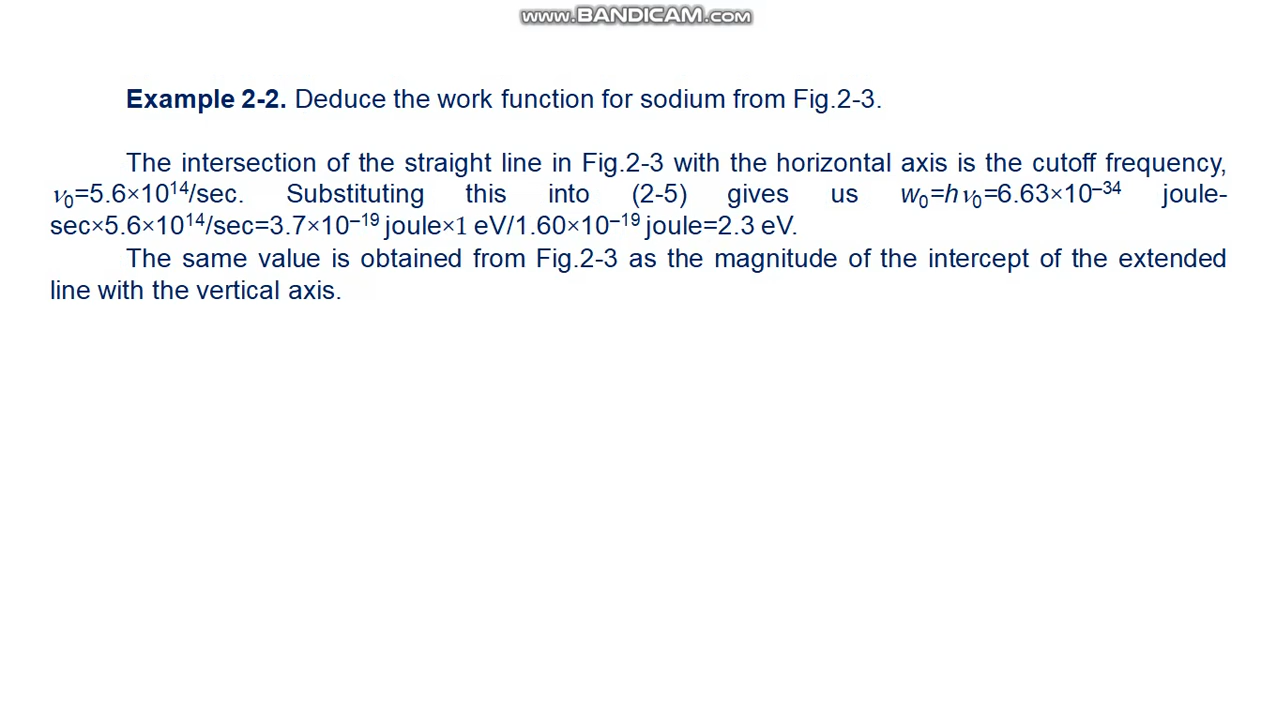 www.BANDICAM.com
Example 2-2. Deduce the work function for sodium from Fig.2-3.
The intersection of the straight line in Fig.2-3 with the horizontal axis is the cutoff frequency,
ν₀=5.6×10¹⁴/sec. Substituting this into (2-5) gives us w₀=hν₀=6.63×10⁻³⁴ joule-
sec×5.6×10¹⁴/sec=3.7×10⁻¹⁹ joule×1 eV/1.60×10⁻¹⁹ joule=2.3 eV.
The same value is obtained from Fig.2-3 as the magnitude of the intercept of the extended
line with the vertical axis.